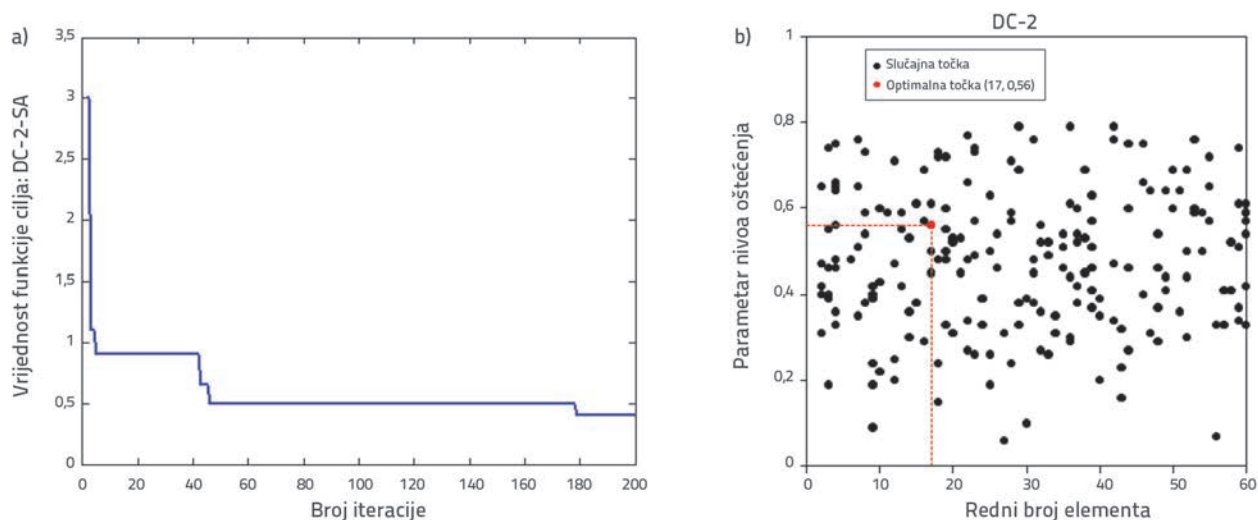 a)
3,5
3
2,5
2
1,5
1
0,5
0
0 20 40 60 80 100 120 140 160 180 200
Vrijednost funkcije cilja: DC-2-SA
Broj iteracije
b)
DC-2
1
0,8
0,6
0,4
0,2
0
0 10 20 30 40 50 60
Slučajna točka
Optimalna točka (17, 0,56)
Parametar nivoa oštećenja
Redni broj elementa